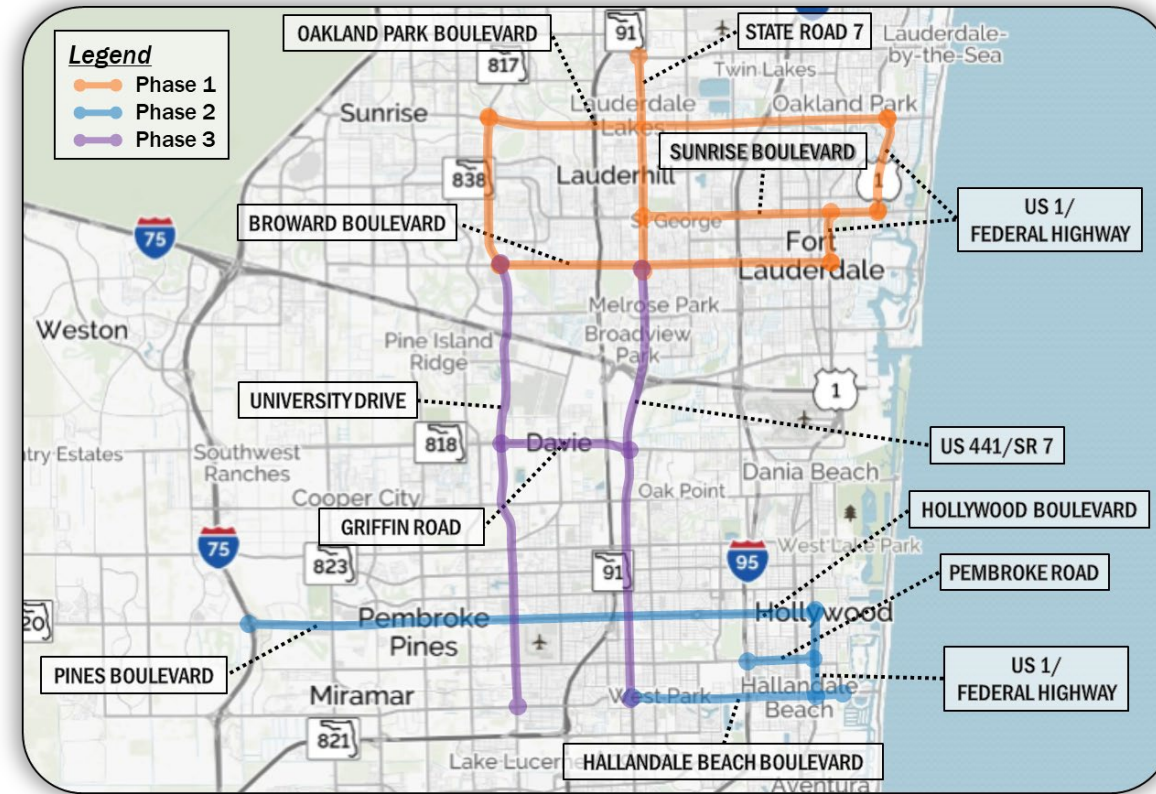 OAKLAND PARK BOULEVARD
91
STATE ROAD 7
Lauderdale-
by-the-Sea
Legend
Phase 1
Phase 2
Phase 3
817
Twin Lakes
Sunrise
Lauderdale
Lakes
Oakland Park
SUNRISE BOULEVARD
838
Lauderhill
1
US 1/
FEDERAL HIGHWAY
BROWARD BOULEVARD
St George
75
Fort
Lauderdale
Melrose Park
Weston
Pine Island
Ridge
Broadview
Park
UNIVERSITY DRIVE
1
818
Davie
US 441/SR 7
ntry Estates
Southwest
Ranches
Dania Beach
Cooper City
Oak Point
HOLLYWOOD BOULEVARD
GRIFFIN ROAD
75
823
91
95
West Lake Park
PEMBROKE ROAD
20
Pembroke
Pines
Hollywood
PINES BOULEVARD
US 1/
FEDERAL HIGHWAY
Miramar
West Park
Hallandale
Beach
821
Lake Lucerne
HALLANDALE BEACH BOULEVARD
Aventura